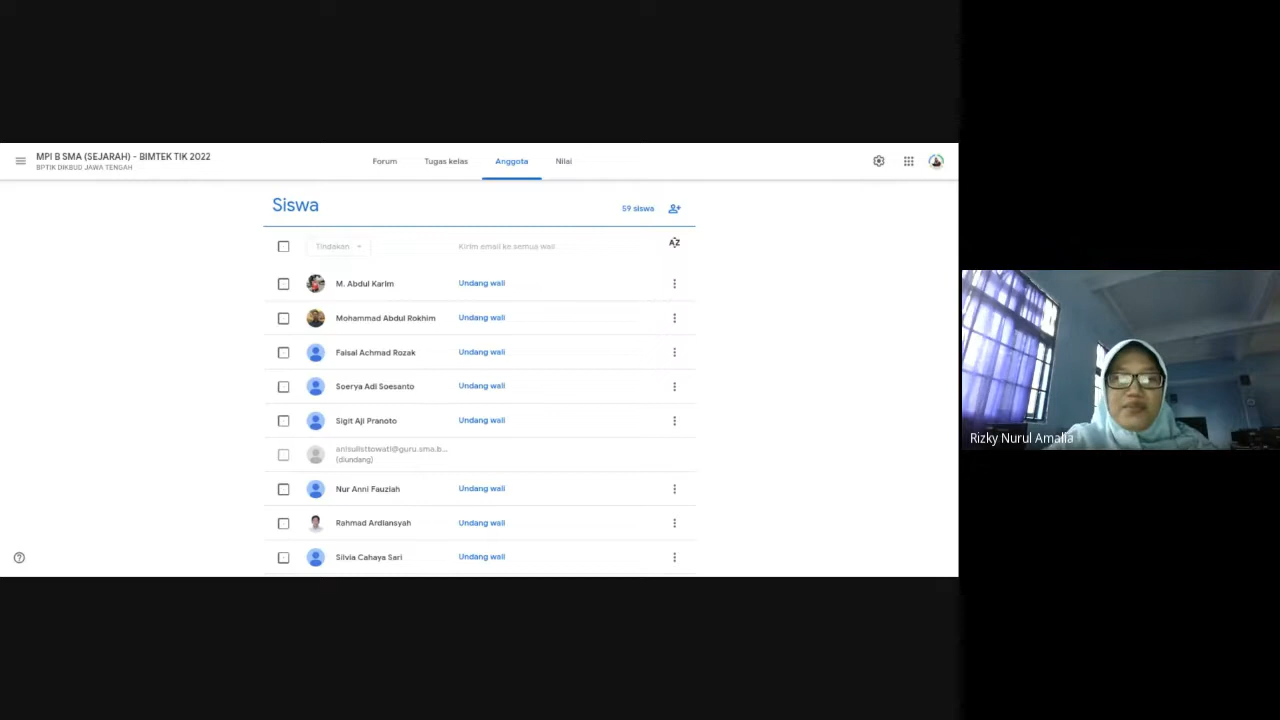 MPI B SMA (SEJARAH) - BIMTEK TIK 2022
BPTIK DIKBUD JAWA TENGAH
Forum
Tugas kelas
Anggota
Nilai
Siswa
59 siswa
Tindakan
Kirim email ke semua wali
M. Abdul Karim
Undang wali
Mohammad Abdul Rokhim
Undang wali
Faisal Achmad Rozak
Undang wali
Soerya Adi Soesanto
Undang wali
Sigit Aji Pranoto
Undang wali
(diundang)
Nur Anni Fauziah
Undang wali
Rahmad Ardiansyah
Undang wali
Silvia Cahaya Sari
Undang wali
Rizky Nurul Amalia